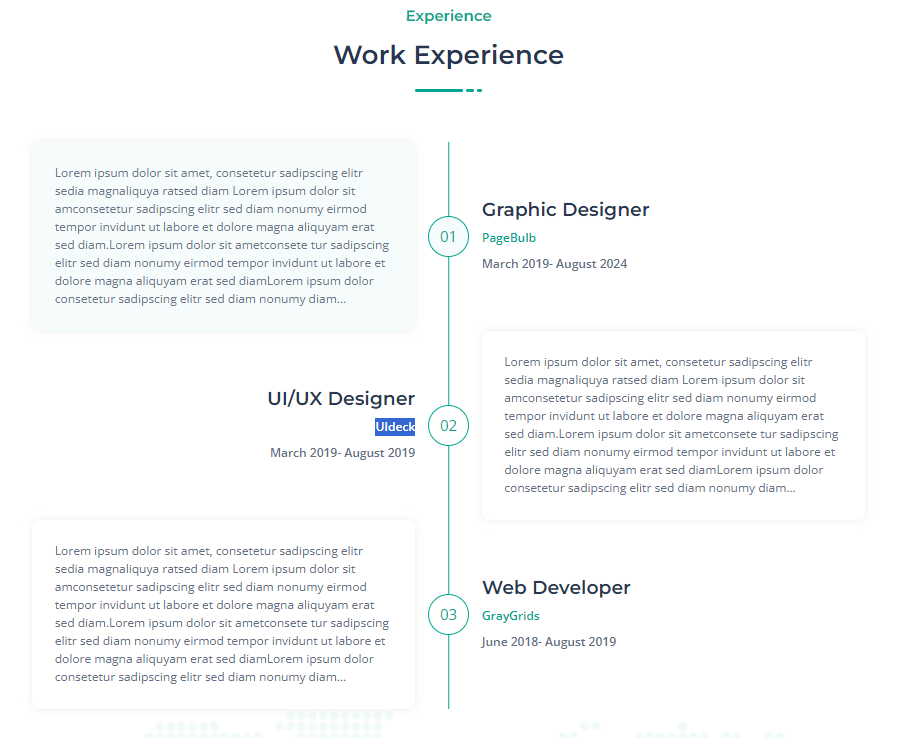 Experience
Work Experience
Lorem ipsum dolor sit amet, consetetur sadipscing elitr
sedia magnaliquya ratsed diam Lorem ipsum dolor sit
amconsetetur sadipscing elitr sed diam nonumy eirmod
tempor invidunt ut labore et dolore magna aliquyam erat
sed diam.Lorem ipsum dolor sit ametconsete tur sadipscing
elitr sed diam nonumy eirmod tempor invidunt ut labore et
dolore magna aliquyam erat sed diamLorem ipsum dolor
consetetur sadipscing elitr sed diam nonumy diam...
01
Graphic Designer
PageBulb
March 2019- August 2024
UI/UX Designer
UIdeck
March 2019- August 2019
02
Lorem ipsum dolor sit amet, consetetur sadipscing elitr
sedia magnaliquya ratsed diam Lorem ipsum dolor sit
amconsetetur sadipscing elitr sed diam nonumy eirmod
tempor invidunt ut labore et dolore magna aliquyam erat
sed diam.Lorem ipsum dolor sit ametconsete tur sadipscing
elitr sed diam nonumy eirmod tempor invidunt ut labore et
dolore magna aliquyam erat sed diamLorem ipsum dolor
consetetur sadipscing elitr sed diam nonumy diam...
Lorem ipsum dolor sit amet, consetetur sadipscing elitr
sedia magnaliquya ratsed diam Lorem ipsum dolor sit
amconsetetur sadipscing elitr sed diam nonumy eirmod
tempor invidunt ut labore et dolore magna aliquyam erat
sed diam.Lorem ipsum dolor sit ametconsete tur sadipscing
elitr sed diam nonumy eirmod tempor invidunt ut labore et
dolore magna aliquyam erat sed diamLorem ipsum dolor
consetetur sadipscing elitr sed diam nonumy diam...
03
Web Developer
GrayGrids
June 2018- August 2019